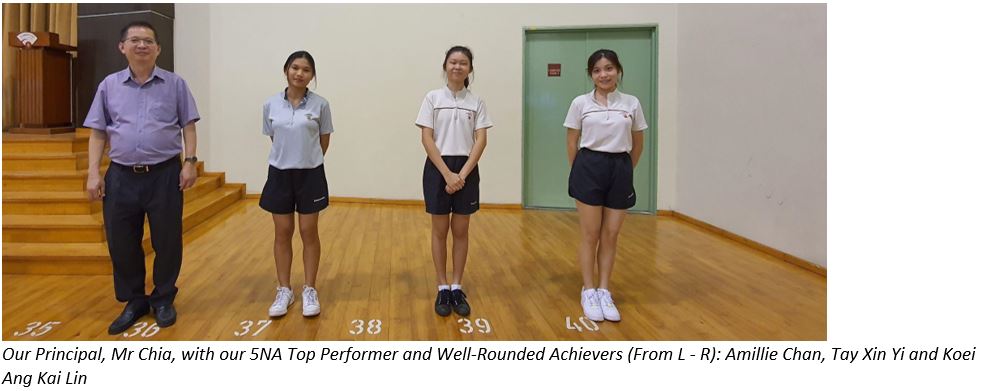 35 36 37 38 39 40
Our Principal, Mr Chia, with our 5NA Top Performer and Well-Rounded Achievers (From L - R): Amillie Chan, Tay Xin Yi and Koei
Ang Kai Lin